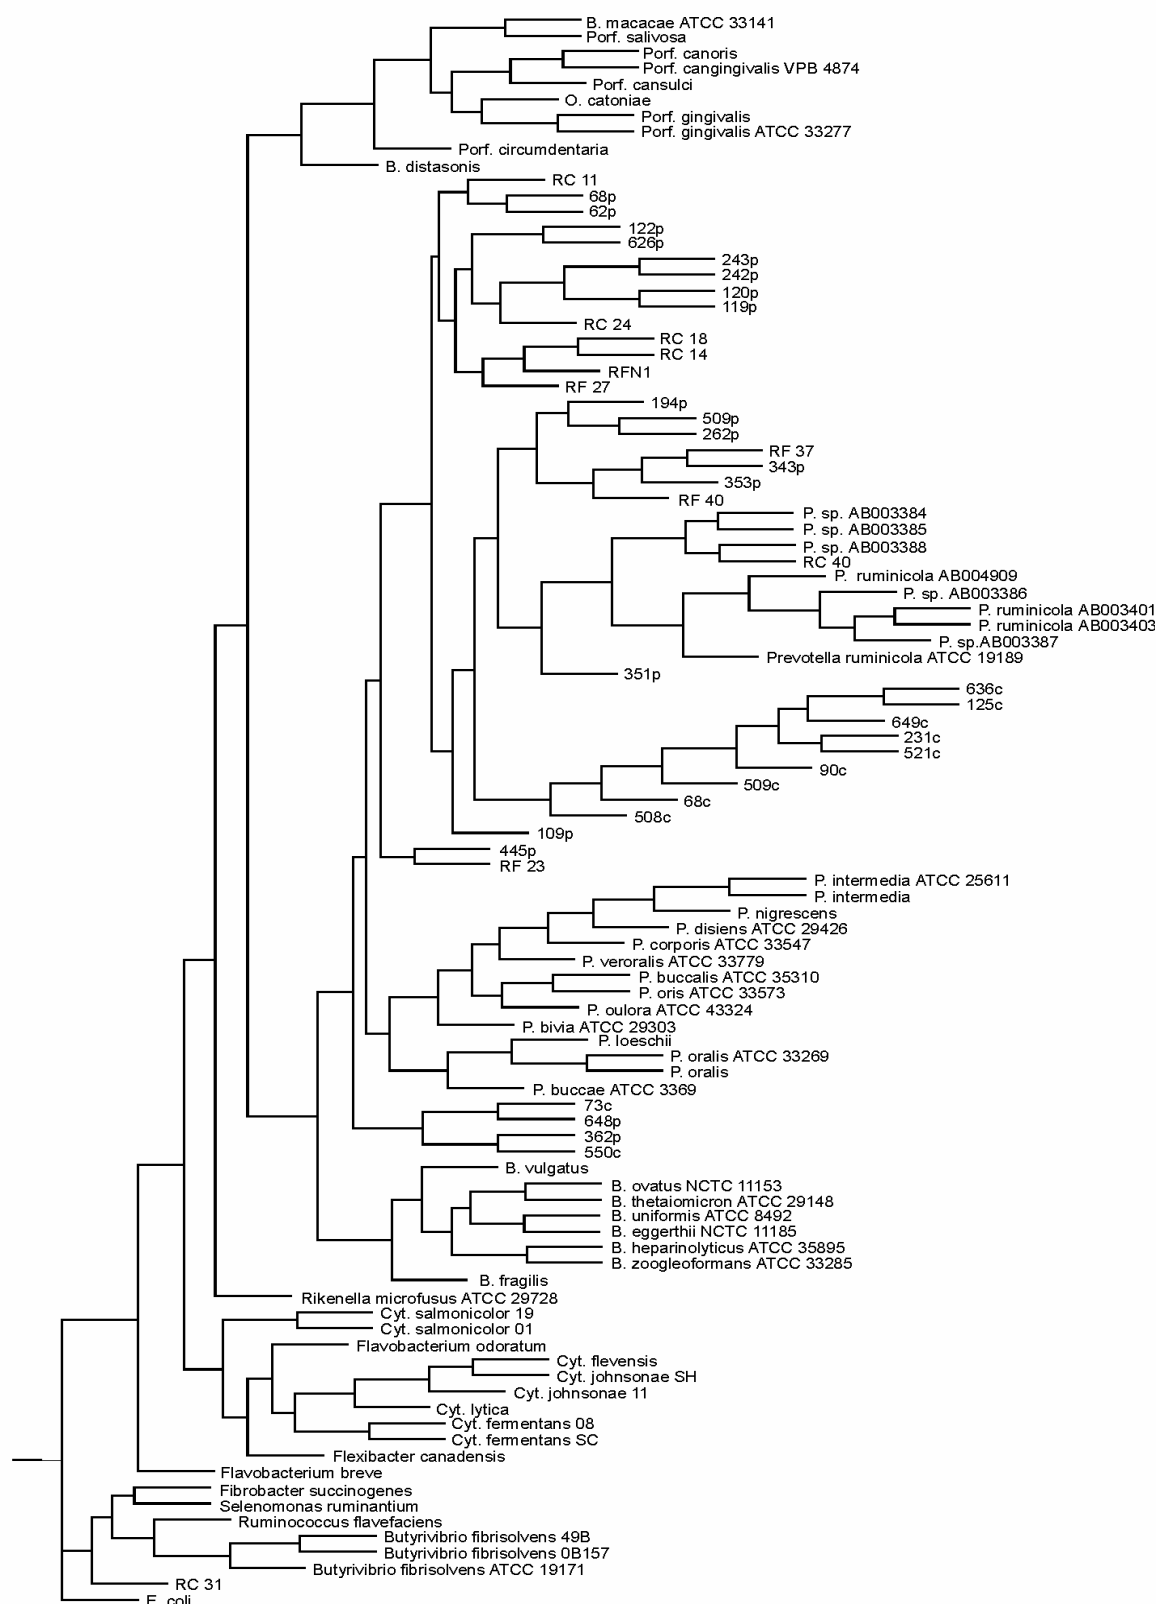 B. macacae ATCC 33141
Porf. salivosa
Porf. canoris
Porf. cangingivalis VPB 4874
Porf. cansulci
O. catoniae
Porf. gingivalis
Porf. gingivalis ATCC 33277
Porf. circumdentaria
B. distasonis
RC 11
68p
62p
122p
626p
243p
242p
120p
119p
RC 24
RC 18
RC 14
RFN1
RF 27
194p
509p
262p
RF 37
343p
353p
RF 40
P. sp. AB003384
P. sp. AB003385
P. sp. AB003388
RC 40
P. ruminicola AB004909
P. sp. AB003386
P. ruminicola AB003401
P. ruminicola AB003403
P. sp.AB003387
Prevotella ruminicola ATCC 19189
351p
636c
125c
649c
231c
521c
90c
509c
68c
508c
109p
445p
RF 23
P. intermedia ATCC 25611
P. intermedia
P. nigrescens
P. disiens ATCC 29426
P. corporis ATCC 33547
P. veroralis ATCC 33779
P. buccalis ATCC 35310
P. oris ATCC 33573
P. oulora ATCC 43324
P. bivia ATCC 29303
P. loeschii
P. oralis ATCC 33269
P. oralis
P. buccae ATCC 3369
73c
648p
362p
550c
B. vulgatus
B. ovatus NCTC 11153
B. thetaiomicron ATCC 29148
B. uniformis ATCC 8492
B. eggerthii NCTC 11185
B. heparinolyticus ATCC 35895
B. zoogleoformans ATCC 33285
B. fragilis
Rikenella microfusus ATCC 29728
Cyt. salmonicolor 19
Cyt. salmonicolor 01
Flavobacterium odoratum
Cyt. flevensis
Cyt. johnsonae SH
Cyt. johnsonae 11
Cyt. lytica
Cyt. fermentans 08
Cyt. fermentans SC
Flexibacter canadensis
Flavobacterium breve
Fibrobacter succinogenes
Selenomonas ruminantium
Ruminococcus flavefaciens
Butyrivibrio fibrisolvens 49B
Butyrivibrio fibrisolvens 0B157
Butyrivibrio fibrisolvens ATCC 19171
RC 31
E. coli